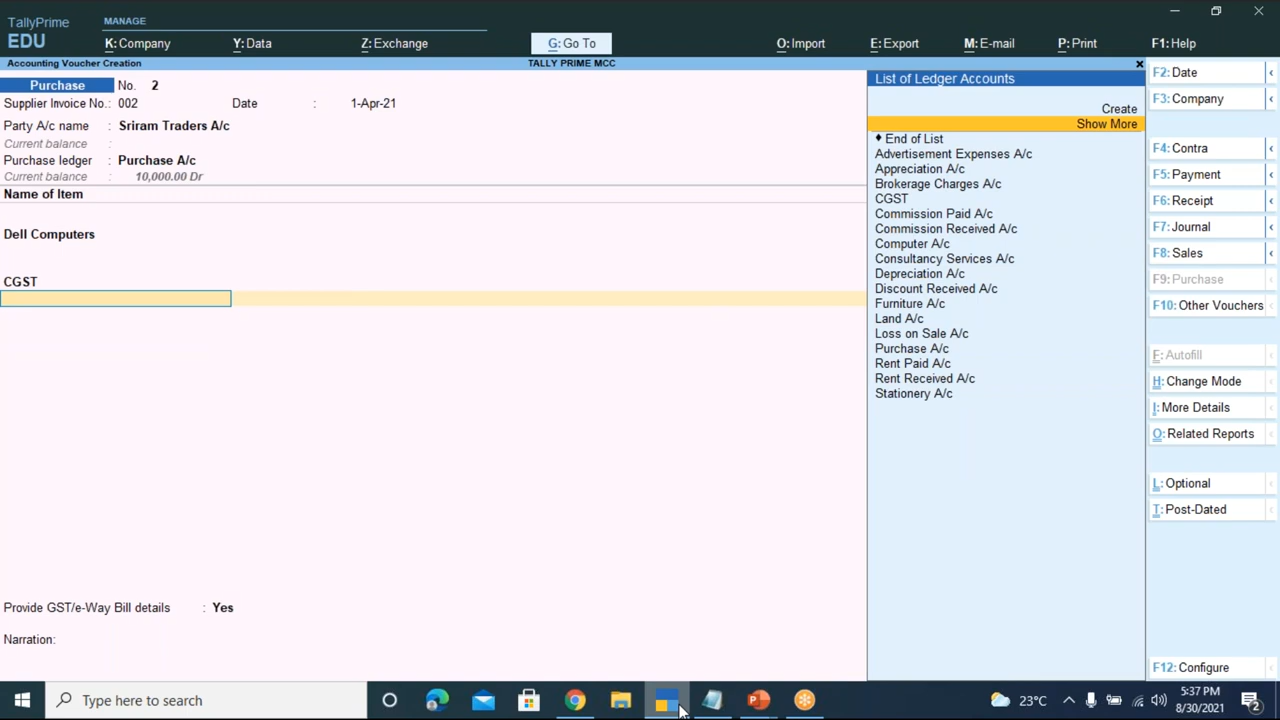 TallyPrime
EDU
MANAGE
K: Company
Y: Data
Z: Exchange
G: Go To
O: Import
E: Export
M: E-mail
P: Print
F1: Help
Accounting Voucher Creation
TALLY PRIME MCC
Purchase No. 2
Supplier Invoice No.: 002 Date : 1-Apr-21
Party A/c name : Sriram Traders A/c
Current balance :
Purchase ledger : Purchase A/c
Current balance : 10,000.00 Dr
Name of Item
Dell Computers
CGST
Provide GST/e-Way Bill details : Yes
Narration:
List of Ledger Accounts
Create
Show More
♦ End of List
Advertisement Expenses A/c
Appreciation A/c
Brokerage Charges A/c
CGST
Commission Paid A/c
Commission Received A/c
Computer A/c
Consultancy Services A/c
Depreciation A/c
Discount Received A/c
Furniture A/c
Land A/c
Loss on Sale A/c
Purchase A/c
Rent Paid A/c
Rent Received A/c
Stationery A/c
F2: Date
F3: Company
F4: Contra
F5: Payment
F6: Receipt
F7: Journal
F8: Sales
F9: Purchase
F10: Other Vouchers
F: Autofill
H: Change Mode
I: More Details
O: Related Reports
L: Optional
T: Post-Dated
F12: Configure
Type here to search
23°C
5:37 PM
8/30/2021
2